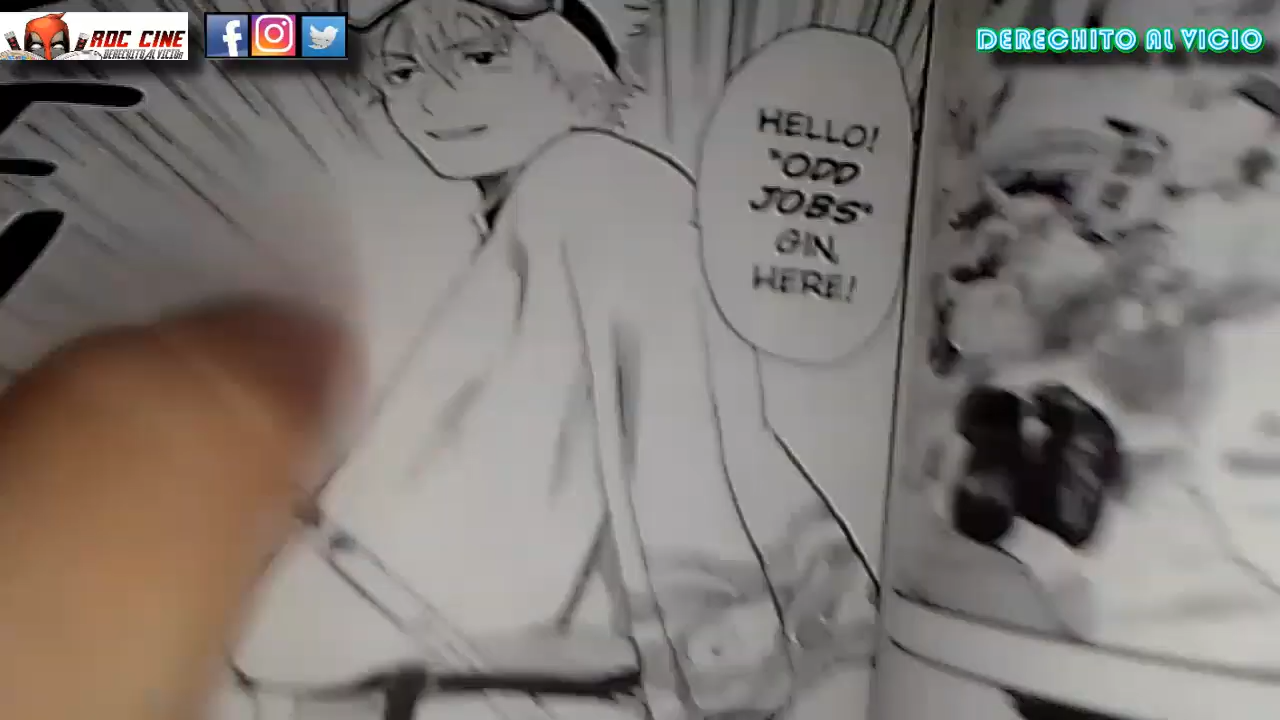 ROC CINE
DERECHITO AL VICIO
DERECHITO AL VICIO
HELLO!
"ODD
JOBS"
GIN,
HERE!